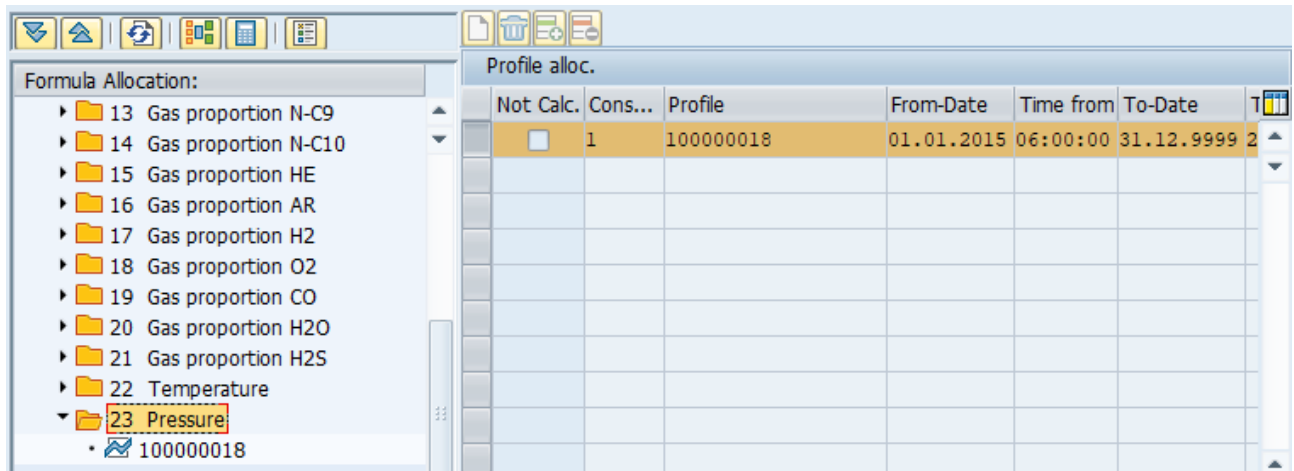 Formula Allocation:
13 Gas proportion N-C9
14 Gas proportion N-C10
15 Gas proportion HE
16 Gas proportion AR
17 Gas proportion H2
18 Gas proportion O2
19 Gas proportion CO
20 Gas proportion H2O
21 Gas proportion H2S
22 Temperature
23 Pressure
100000018
Profile alloc.
Not Calc. Cons... Profile From-Date Time from To-Date T
1 100000018 01.01.2015 06:00:00 31.12.9999 2